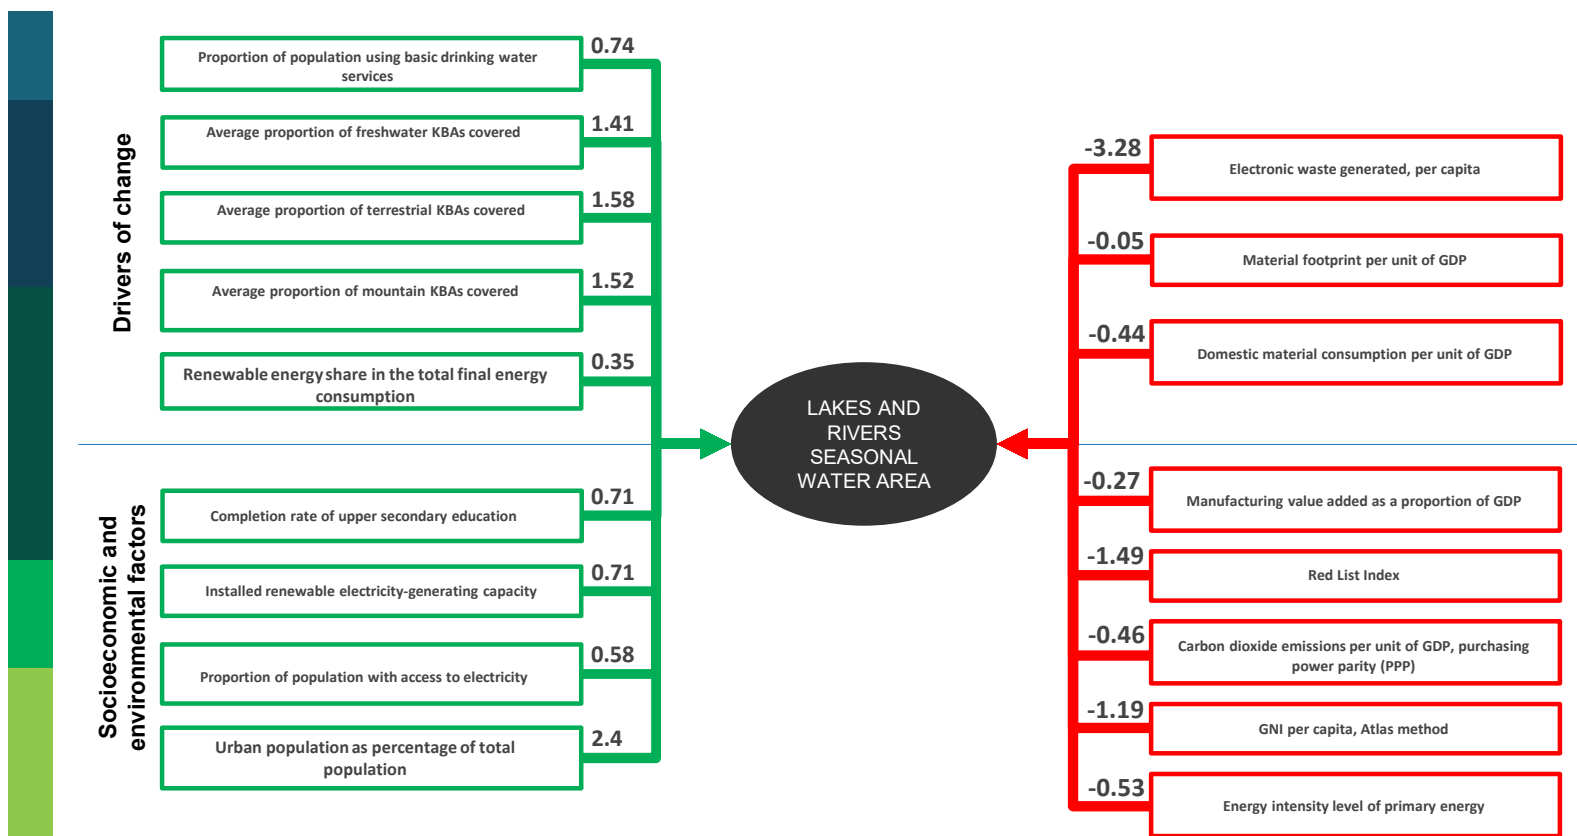 Drivers of change
0.74
Proportion of population using basic drinking water
services
1.41
Average proportion of freshwater KBAs covered
1.58
Average proportion of terrestrial KBAs covered
1.52
Average proportion of mountain KBAs covered
0.35
Renewable energy share in the total final energy
consumption
Socioeconomic and
environmental factors
0.71
Completion rate of upper secondary education
0.71
Installed renewable electricity-generating capacity
0.58
Proportion of population with access to electricity
2.4
Urban population as percentage of total
population
LAKES AND
RIVERS
SEASONAL
WATER AREA
-3.28
Electronic waste generated, per capita
-0.05
Material footprint per unit of GDP
-0.44
Domestic material consumption per unit of GDP
-0.27
Manufacturing value added as a proportion of GDP
-1.49
Red List Index
-0.46
Carbon dioxide emissions per unit of GDP, purchasing
power parity (PPP)
-1.19
GNI per capita, Atlas method
-0.53
Energy intensity level of primary energy